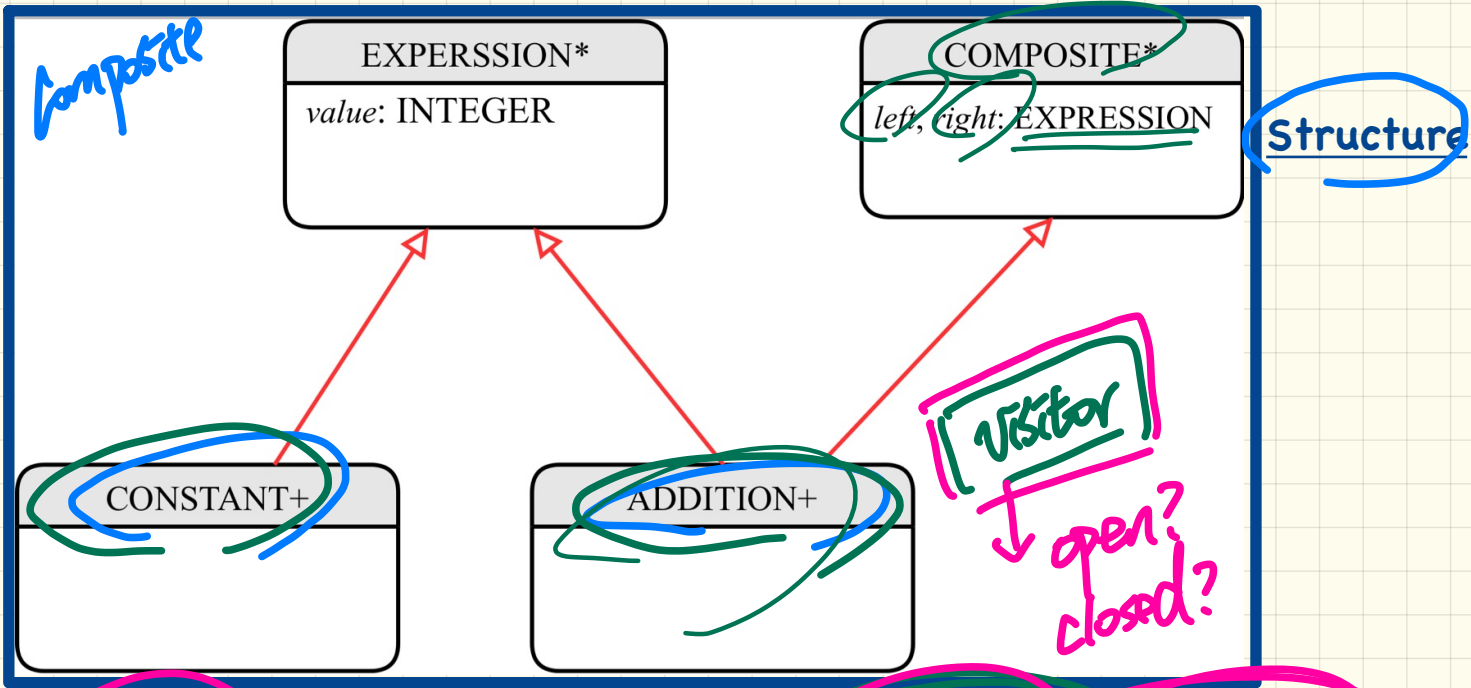 Composite
EXPERSSION*
value: INTEGER
COMPOSITE*
left, right: EXPRESSION
Structure
CONSTANT+
ADDITION+
Visitor
open?
closed?